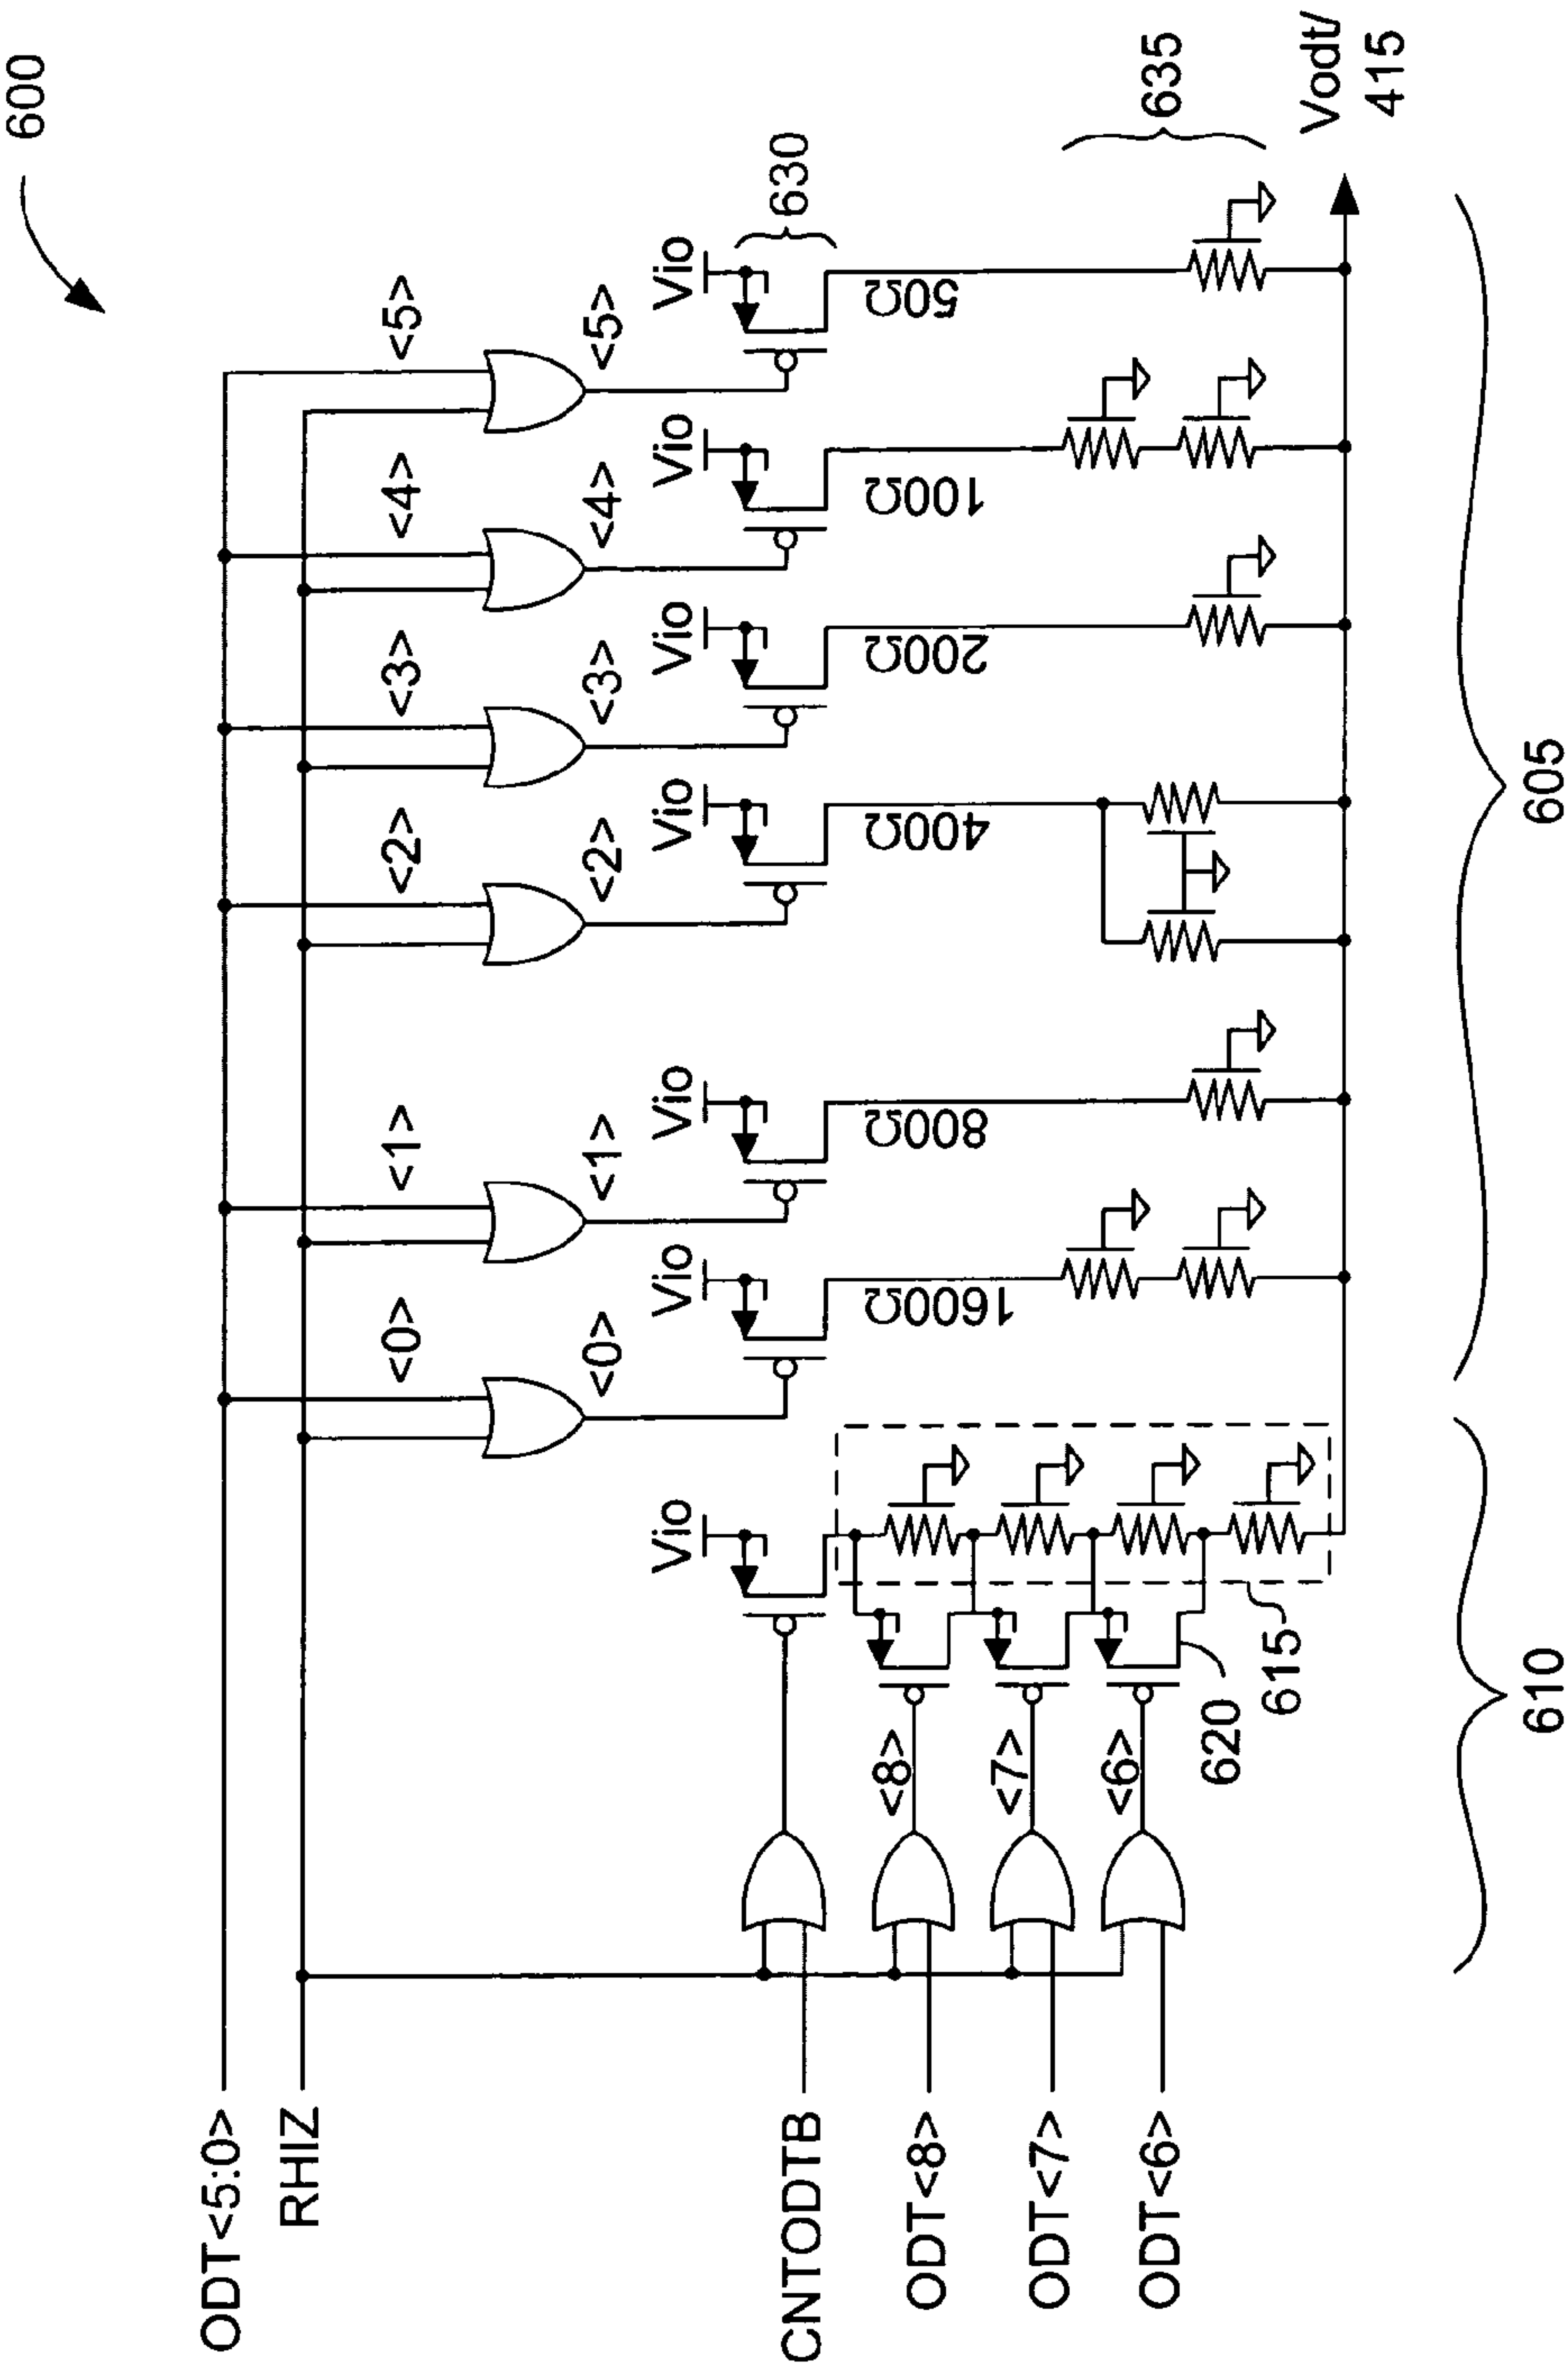 600
ODT<5:0>
RHIZ
<0>
<1>
<2>
<3>
<4>
<5>
<0>
<1>
<2>
<3>
<4>
<5>
Vio
Vio
Vio
Vio
Vio
Vio
Vio
630
CNTODTB
1600Ω
800Ω
400Ω
200Ω
100Ω
50Ω
ODT<8>
<8>
ODT<7>
<7>
ODT<6>
<6>
620
615
635
Vodt/
415
610
605